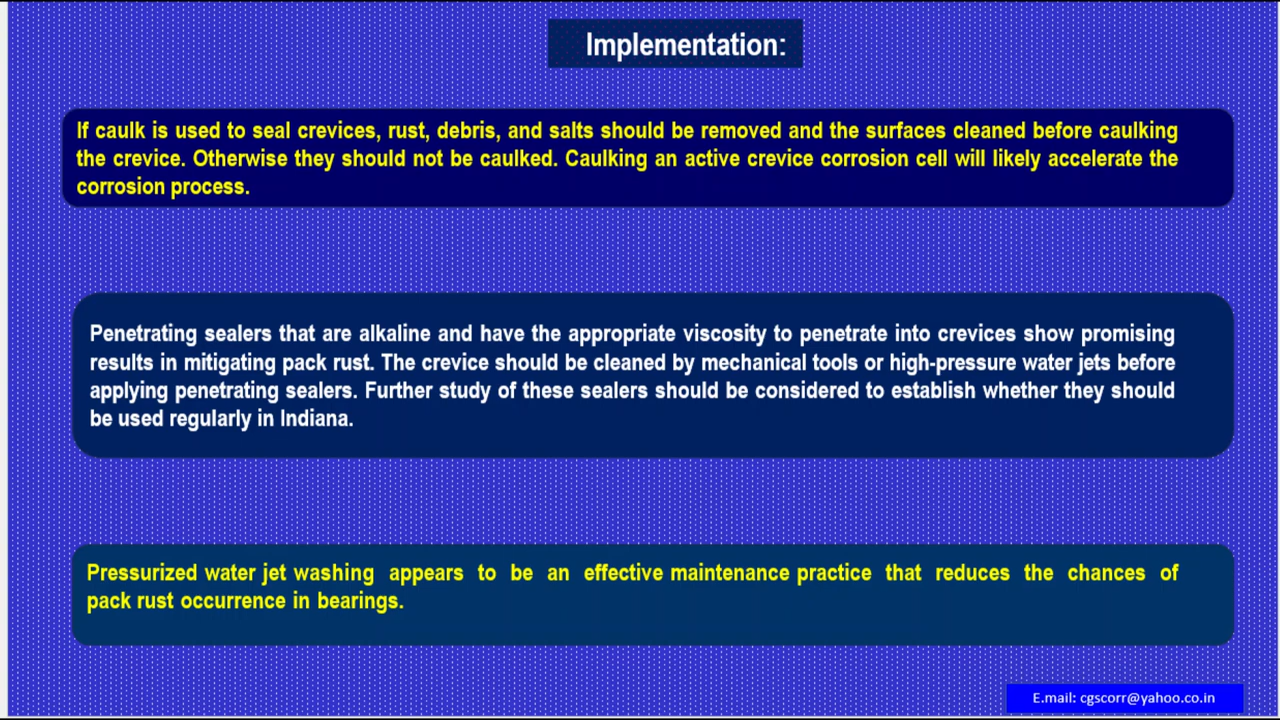 Implementation:
If caulk is used to seal crevices, rust, debris, and salts should be removed and the surfaces cleaned before caulking
the crevice. Otherwise they should not be caulked. Caulking an active crevice corrosion cell will likely accelerate the
corrosion process.
Penetrating sealers that are alkaline and have the appropriate viscosity to penetrate into crevices show promising
results in mitigating pack rust. The crevice should be cleaned by mechanical tools or high-pressure water jets before
applying penetrating sealers. Further study of these sealers should be considered to establish whether they should
be used regularly in Indiana.
Pressurized water jet washing appears to be an effective maintenance practice that reduces the chances of
pack rust occurrence in bearings.
E.mail: cgscorr@yahoo.co.in